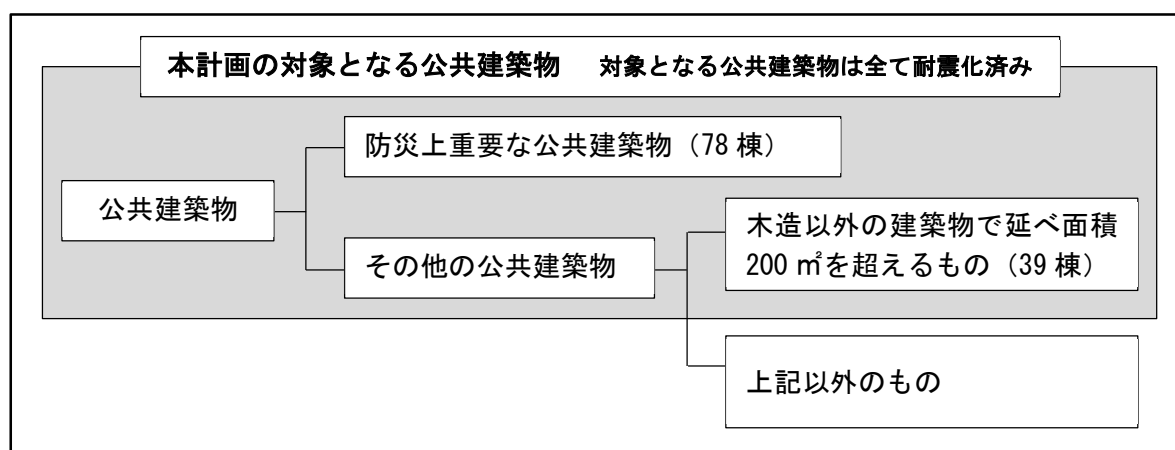 本計画の対象となる公共建築物　対象となる公共建築物は全て耐震化済み
防災上重要な公共建築物（78 棟）
公共建築物
その他の公共建築物
木造以外の建築物で延べ面積
200 ㎡を超えるもの（39 棟）
上記以外のもの